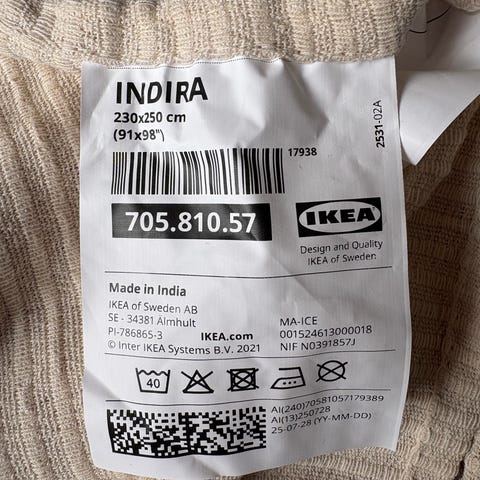 INDIRA
230x250 cm
(91x98")
17938
2531-02A
705.810.57
IKEA
Design and Quality
IKEA of Sweden
Made in India
IKEA of Sweden AB
SE - 34381 Älmhult
PI-786865-3
IKEA.com
© Inter IKEA Systems B.V. 2021
MA-ICE
001524613000018
NIF N0391857J
40
AI(240)70581057179389
AI(13)250728
25-07-28 (YY-MM-DD)